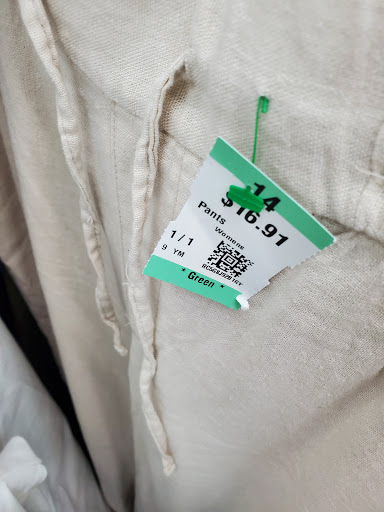 14
$16.91
Pants
Womens
1 / 1
9 YM
* Green *